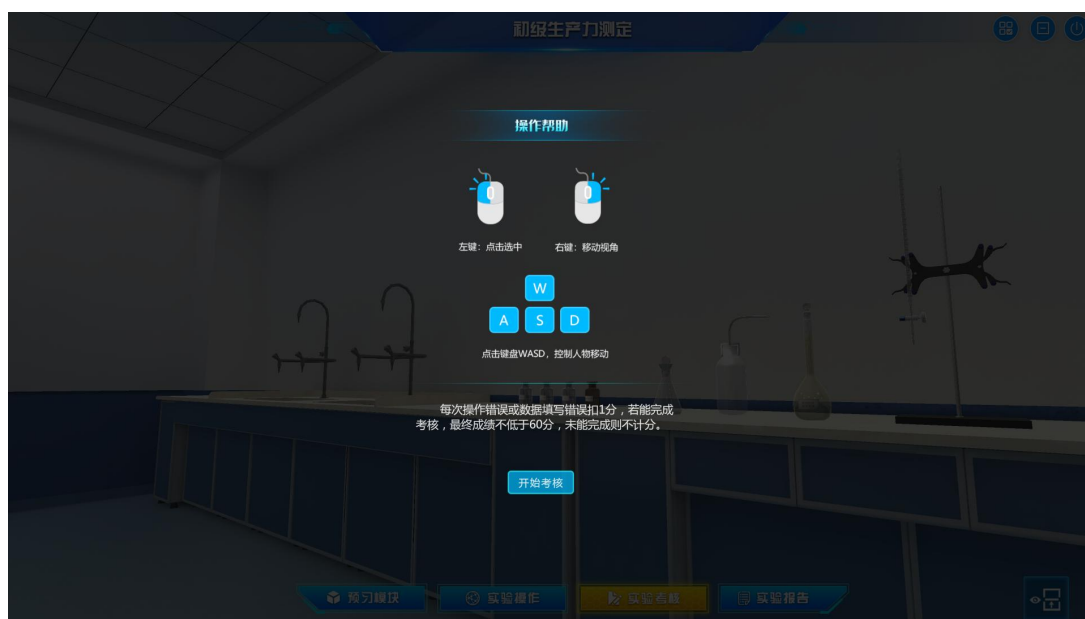 初级生产力测定
操作帮助
左键：点击选中
右键：移动视角
W
A
S
D
点击键盘WASD，控制人物移动
每次操作错误或数据填写错误扣1分，若能完成
考核，最终成绩不低于60分，未能完成则不计分。
开始考核
预习模块
实验操作
实验考核
实验报告